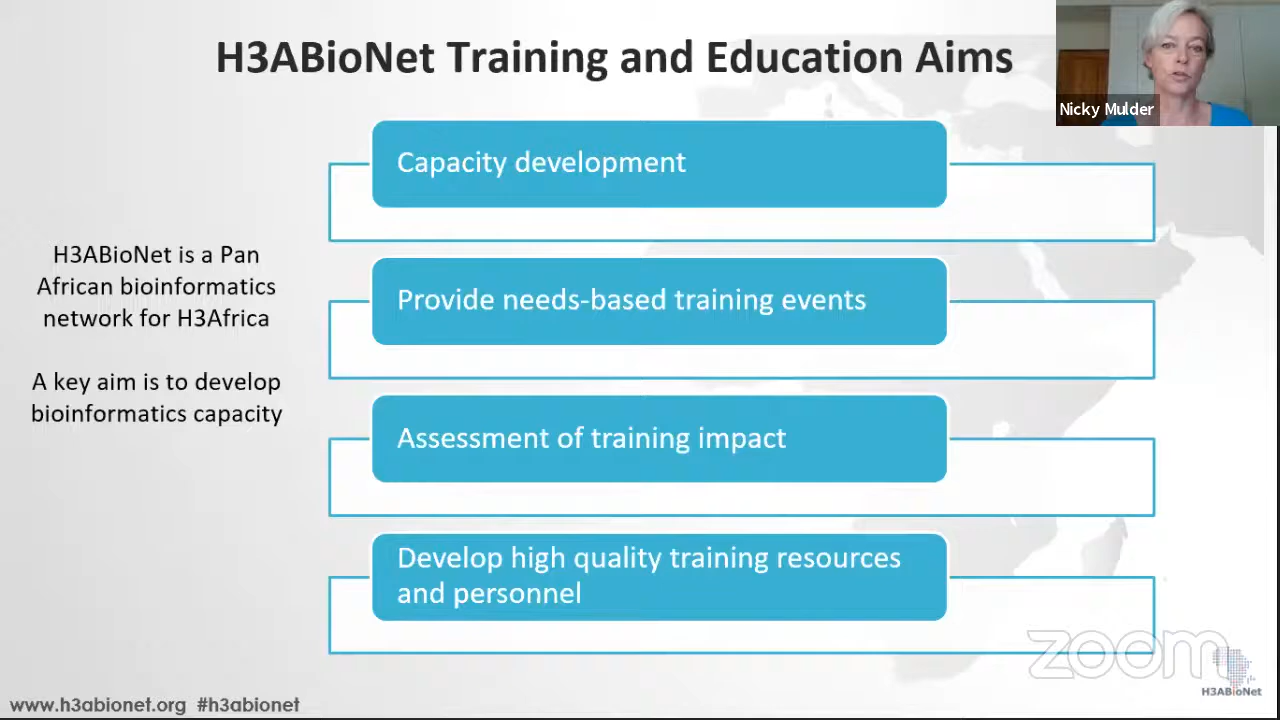 H3ABioNet Training and Education Aims
Nicky Mulder
H3ABioNet is a Pan
African bioinformatics
network for H3Africa
A key aim is to develop
bioinformatics capacity
Capacity development
Provide needs-based training events
Assessment of training impact
Develop high quality training resources
and personnel
zoom
H3ABioNet
www.h3abionet.org #h3abionet